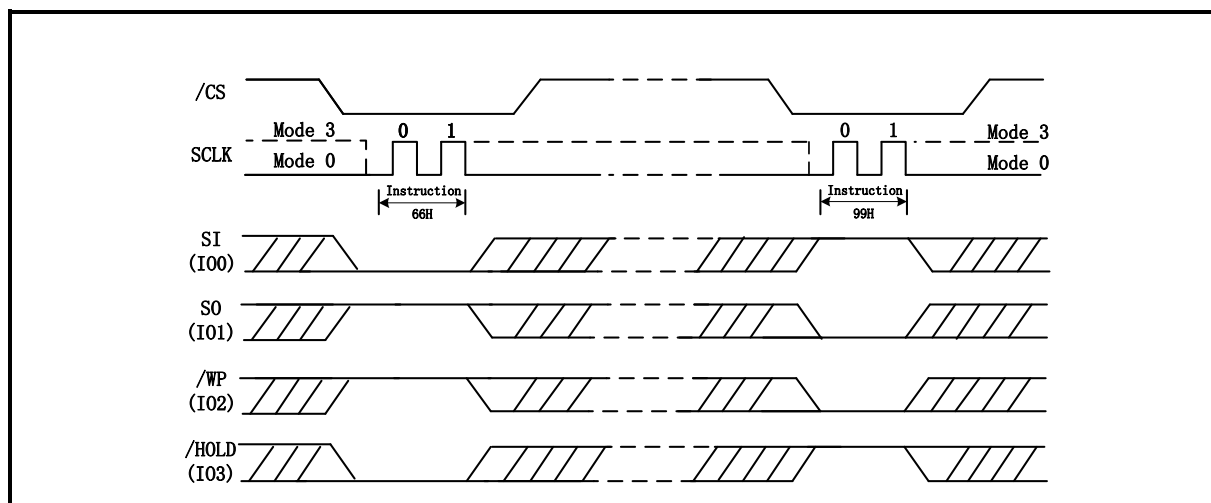 /CS
Mode 3 0 1 0 1 Mode 3
SCLK Mode 0 Mode 0
Instruction Instruction
66H 99H
SI
(IO0)
SO
(IO1)
/WP
(IO2)
/HOLD
(IO3)